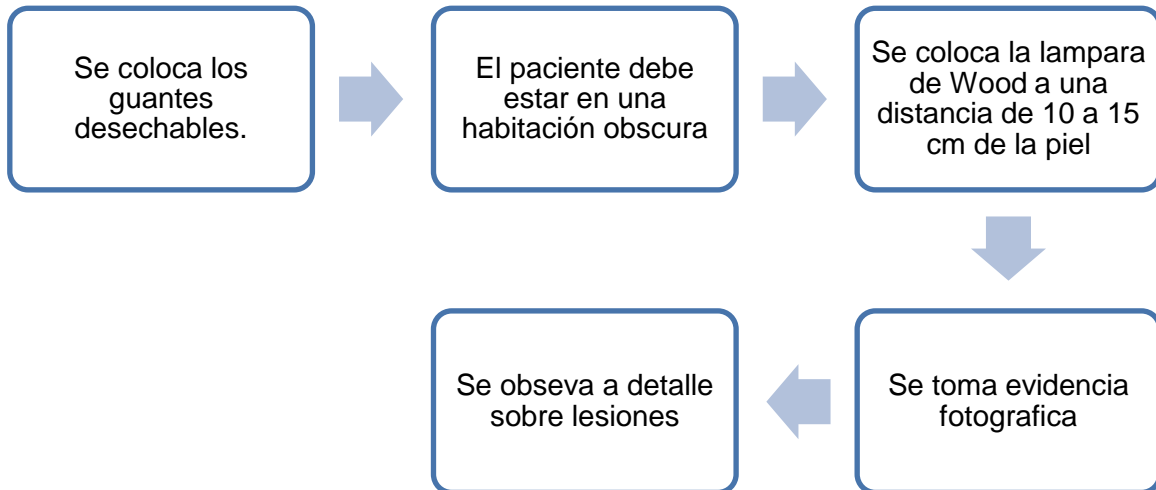 Se coloca los
guantes
desechables.
El paciente debe
estar en una
habitación obscura
Se coloca la lampara
de Wood a una
distancia de 10 a 15
cm de la piel
Se toma evidencia
fotografica
Se obseva a detalle
sobre lesiones